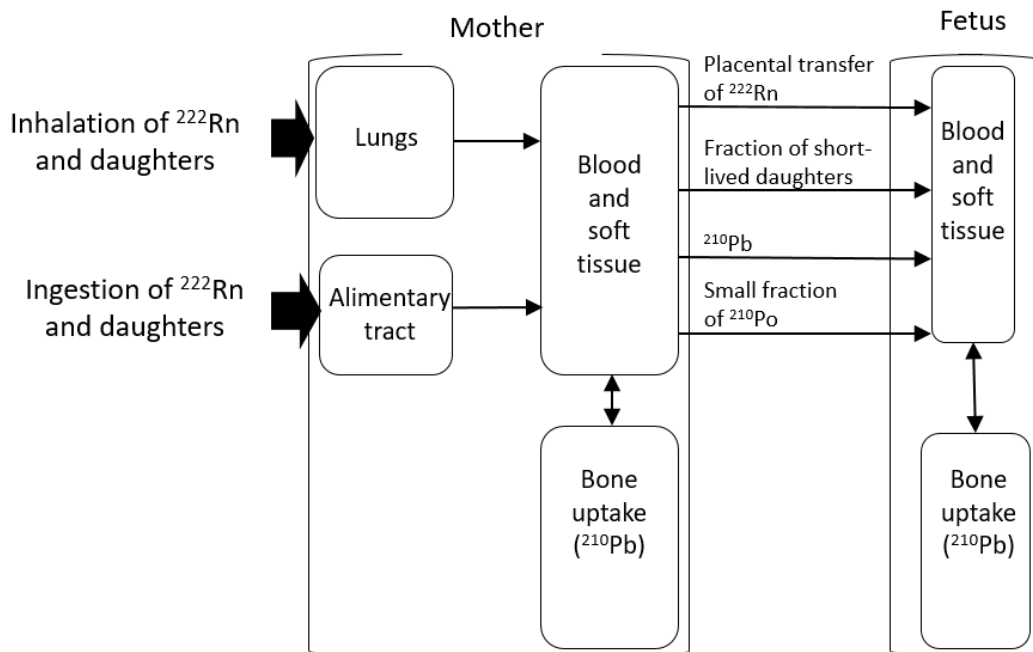 Mother
Fetus
Inhalation of ²²²Rn
and daughters
Lungs
Blood
and
soft
tissue
Placental transfer
of ²²²Rn
Fraction of short-
lived daughters
²¹⁰Pb
Small fraction
of ²¹⁰Po
Blood
and
soft
tissue
Ingestion of ²²²Rn
and daughters
Alimentary
tract
Bone
uptake
(²¹⁰Pb)
Bone
uptake
(²¹⁰Pb)